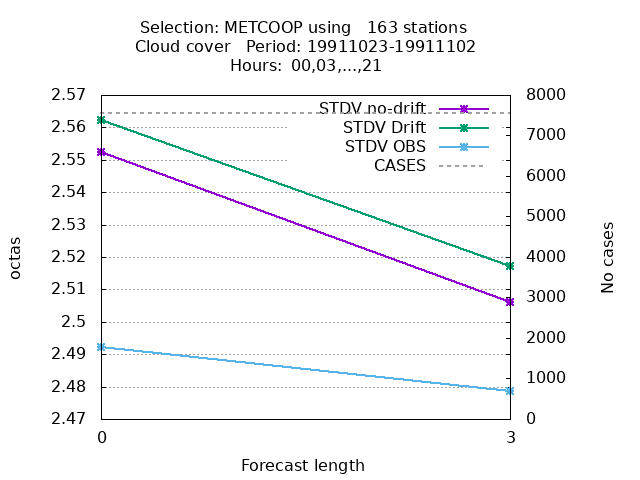 Selection: METCOOP using   163 stations
Cloud cover   Period: 19911023-19911102
Hours:  00,03,...,21
2.57
2.56
2.55
2.54
2.53
2.52
2.51
2.5
2.49
2.48
2.47
8000
7000
6000
5000
4000
3000
2000
1000
0
STDV no-drift
STDV Drift
STDV OBS
CASES
octas
No cases
0
3
Forecast length